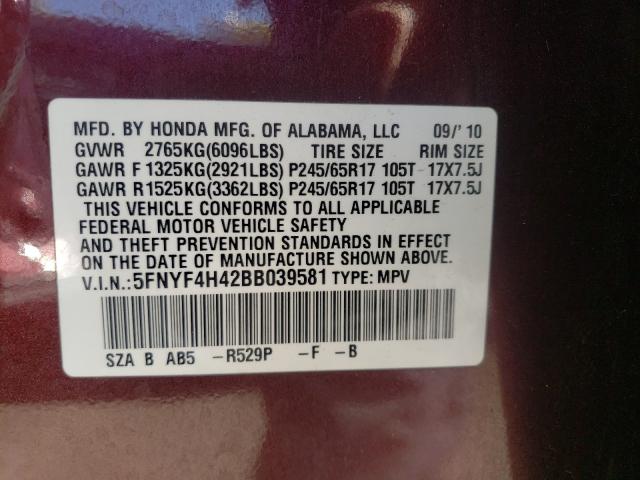 MFD. BY HONDA MFG. OF ALABAMA, LLC 09/'10
GVWR 2765KG(6096LBS) TIRE SIZE RIM SIZE
GAWR F 1325KG(2921LBS) P245/65R17 105T 17X7.5J
GAWR R 1525KG(3362LBS) P245/65R17 105T 17X7.5J
THIS VEHICLE CONFORMS TO ALL APPLICABLE
FEDERAL MOTOR VEHICLE SAFETY
AND THEFT PREVENTION STANDARDS IN EFFECT
ON THE DATE OF MANUFACTURE SHOWN ABOVE.
V.I.N.:5FNYF4H42BB039581 TYPE: MPV
SZA B AB5 -R529P -F -B